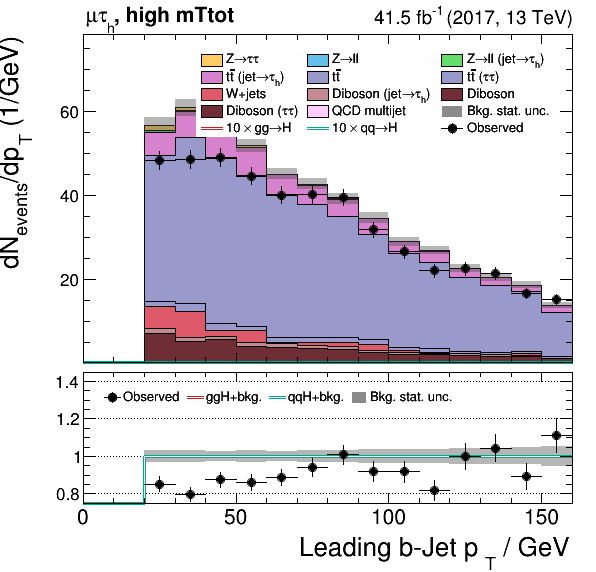 μτh, high mTtot 41.5 fb⁻¹ (2017, 13 TeV)
dNevents/dpT (1/GeV)
Z→ττ Z→ll Z→ll (jet→τh)
tt̄ (jet→τh) tt̄ tt̄ (ττ)
W+jets Diboson (jet→τh) Diboson
Diboson (ττ) QCD multijet Bkg. stat. unc.
10 × gg→H 10 × qq→H Observed
60
40
20
1.4
Observed ggH+bkg. qqH+bkg. Bkg. stat. unc.
1.2
1
0.8
0 50 100 150
Leading b-Jet pT / GeV